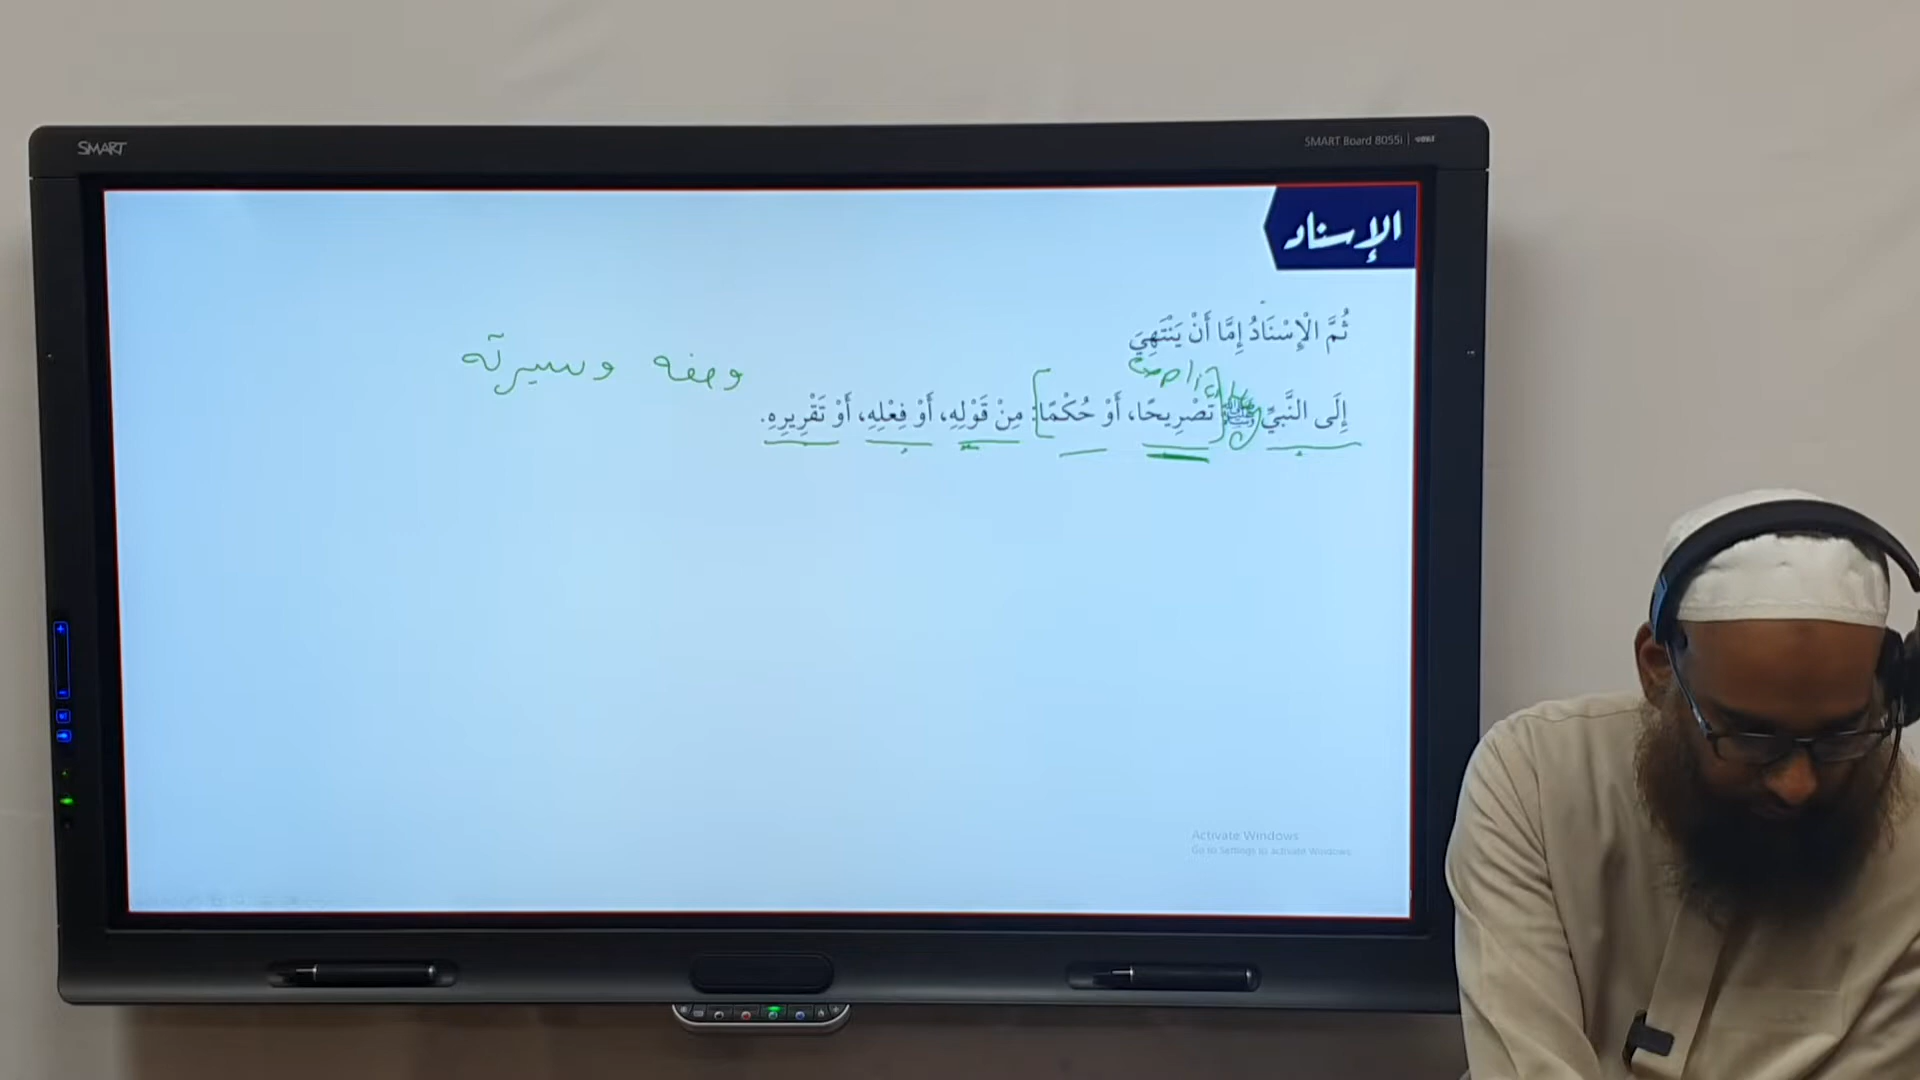 SMART
SMART Board 8055i
الإسناد
ثُمَّ الْإِسْنَادُ إِمَّا أَنْ يَنْتَهِيَ
وصفه وسيرته
explicitly
إِلَى النَّبِيِّ ﷺ تَصْرِيحًا، أَوْ حُكْمًا: مِنْ قَوْلِهِ، أَوْ فِعْلِهِ، أَوْ تَقْرِيرِهِ.
Activate Windows
Go to Settings to activate Windows.